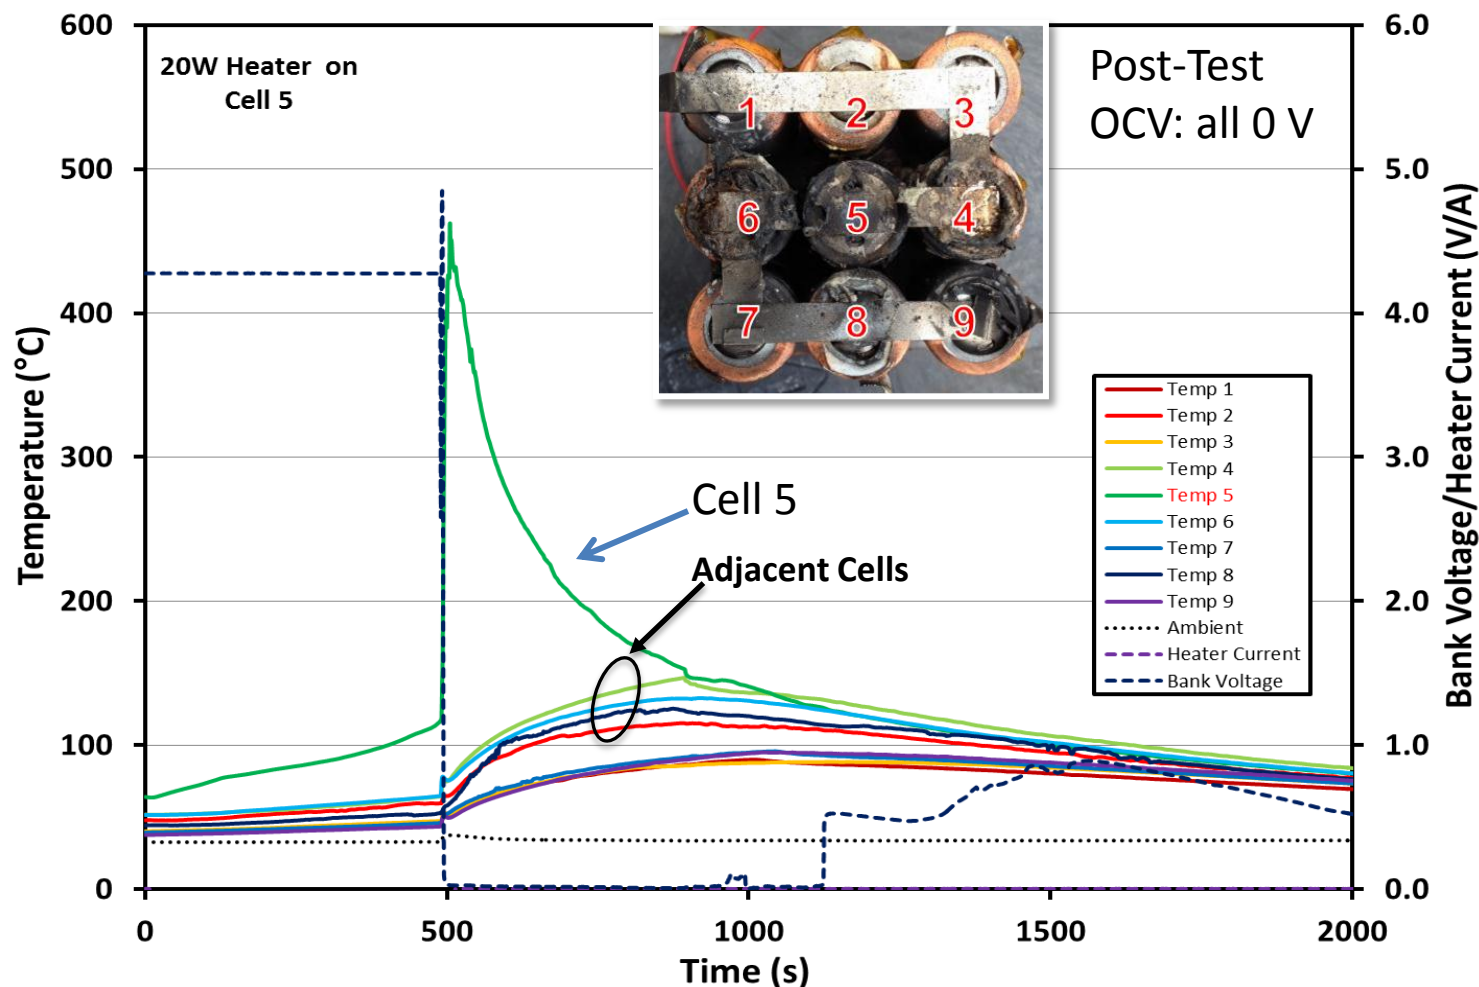 600
500
400
300
200
100
0
Temperature (°C)
20W Heater on
Cell 5
1
2
3
6
5
4
7
8
9
Post-Test
OCV: all 0 V
Cell 5
Adjacent Cells
Temp 1
Temp 2
Temp 3
Temp 4
Temp 5
Temp 6
Temp 7
Temp 8
Temp 9
Ambient
Heater Current
Bank Voltage
6.0
5.0
4.0
3.0
2.0
1.0
0.0
Bank Voltage/Heater Current (V/A)
0
500
1000
1500
2000
Time (s)